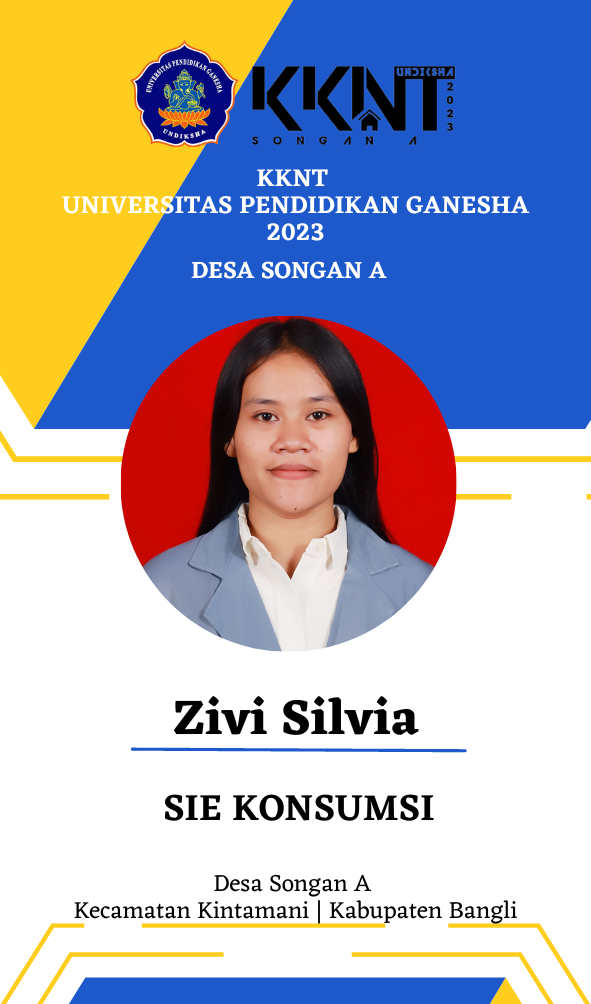 UNIVERSITAS PENDIDIKAN GANESHA
UNDIKSHA
KKNT
UNDIKSHA
2023
SONGAN A
KKNT
UNIVERSITAS PENDIDIKAN GANESHA
2023
DESA SONGAN A
Zivi Silvia
SIE KONSUMSI
Desa Songan A
Kecamatan Kintamani | Kabupaten Bangli